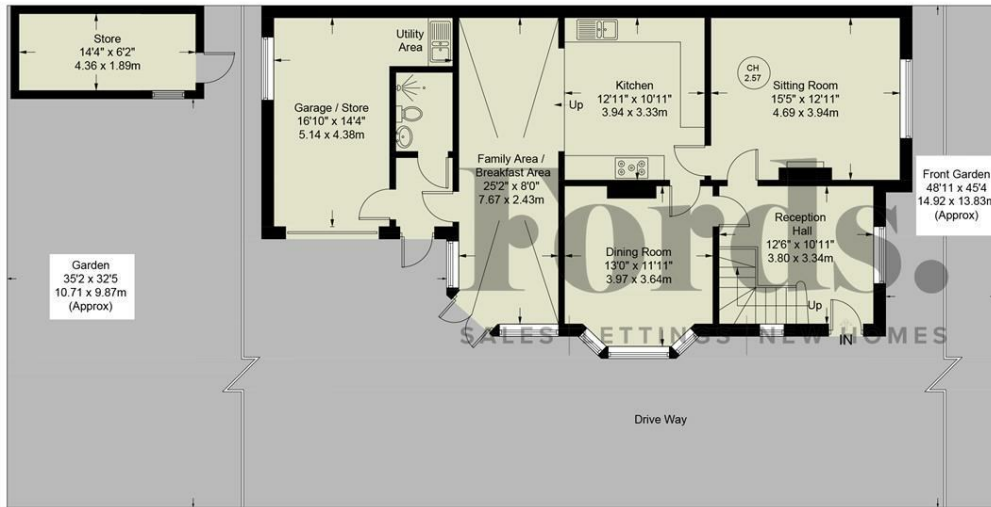 Store
14'4" x 6'2"
4.36 x 1.89m
Utility
Area
Garage / Store
16'10" x 14'4"
5.14 x 4.38m
Up
Kitchen
12'11" x 10'11"
3.94 x 3.33m
CH
2.57
Sitting Room
15'5" x 12'11"
4.69 x 3.94m
Family Area /
Breakfast Area
25'2" x 8'0"
7.67 x 2.43m
Front Garden
48'11 x 45'4
14.92 x 13.83m
(Approx)
Garden
35'2 x 32'5
10.71 x 9.87m
(Approx)
Dining Room
13'0" x 11'11"
3.97 x 3.64m
Reception
Hall
12'6" x 10'11"
3.80 x 3.34m
Up
IN
Fords.
SALES LETTINGS NEW HOMES
Drive Way